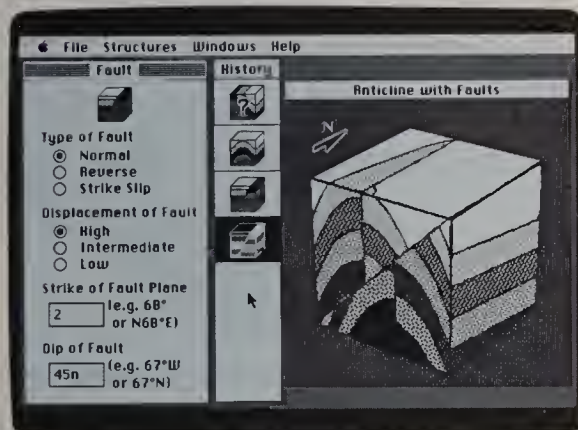 File Structures Windows Help
Fault
Type of Fault
Normal
Reverse
Strike Slip
Displacement of Fault
High
Intermediate
Low
Strike of Fault Plane
2 (e.g. 68°
or N68°E)
Dip of Fault
45n (e.g. 67°W
or 67°N)
History
?
Anticline with Faults
N